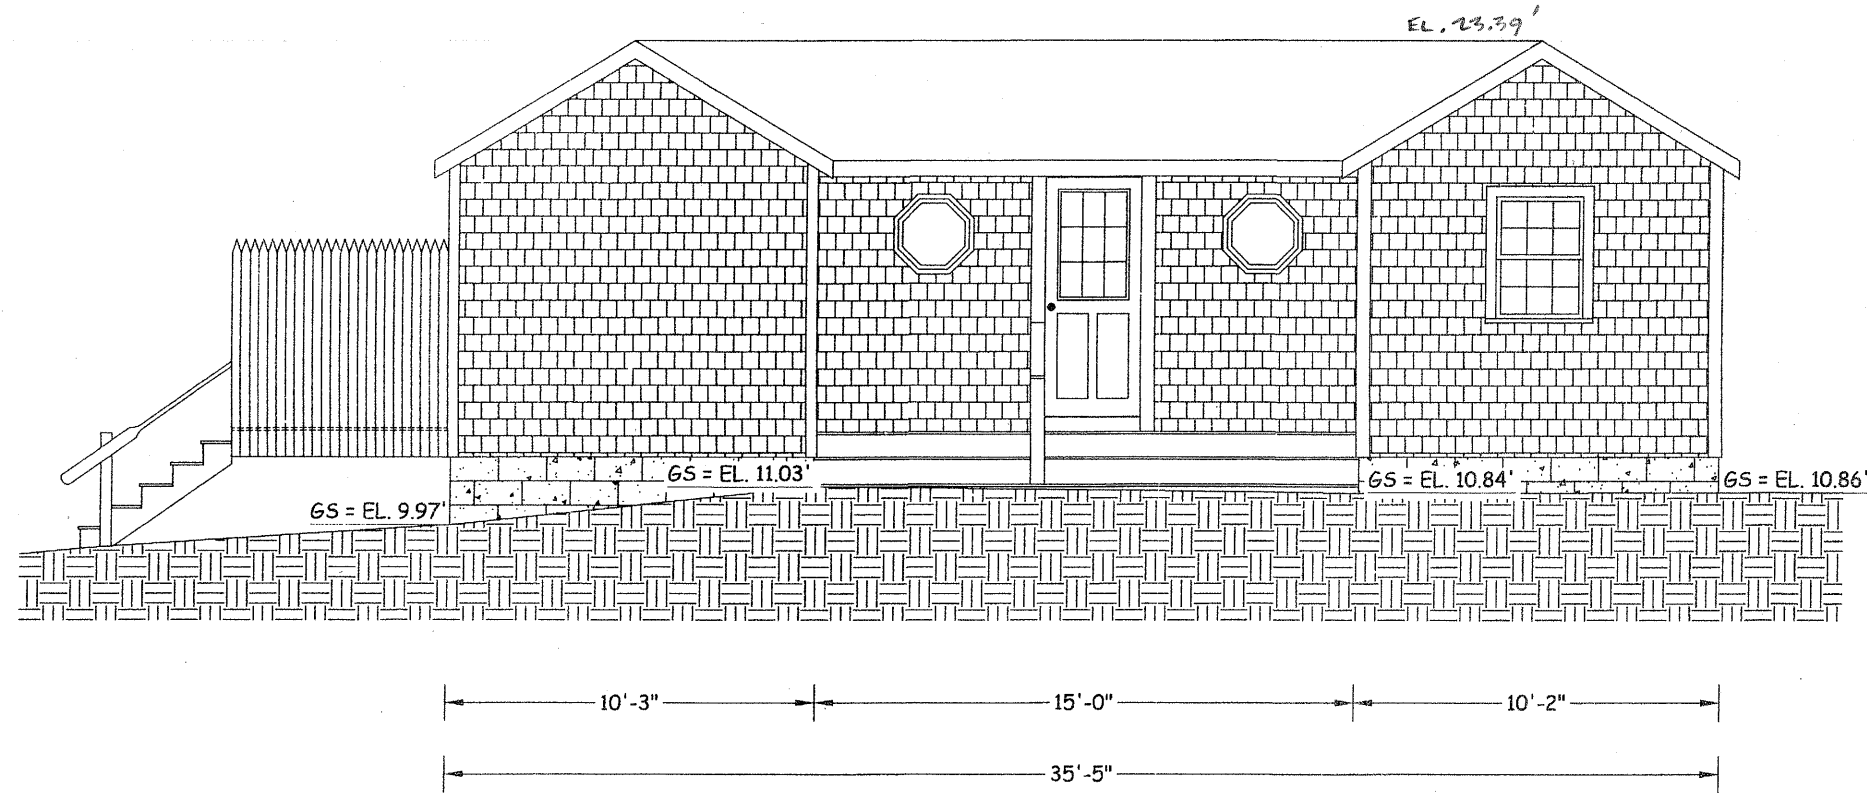 EL. 23.39'
GS = EL. 11.03'
GS = EL. 10.84'
GS = EL. 10.86'
GS = EL. 9.97'
10'-3"
15'-0"
10'-2"
35'-5"